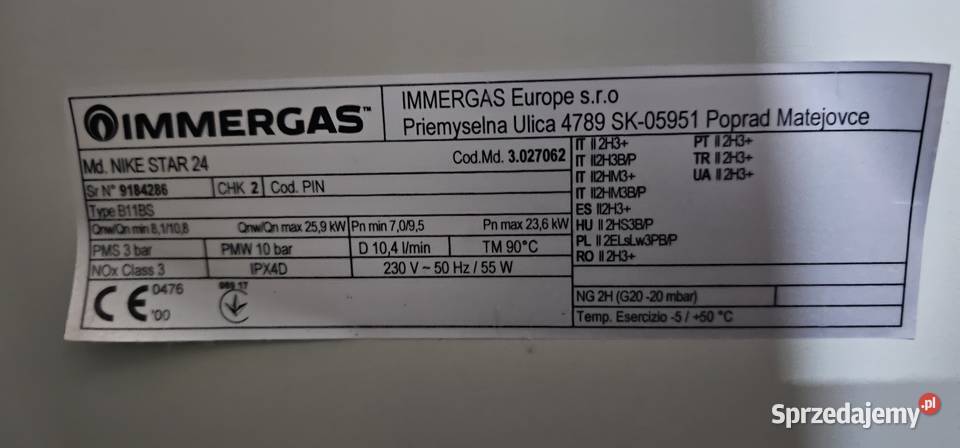 IMMERGAS™
IMMERGAS Europe s.r.o
Priemyselna Ulica 4789 SK-05951 Poprad Matejovce
Md. NIKE STAR 24 Cod.Md. 3.027062
Sr N° 9184286 CHK 2 Cod. PIN
Type B11BS
Qnw/Qn min 8,1/10,8 Qnw/Qn max 25,9 kW Pn min 7,0/9,5 Pn max 23,6 kW
PMS 3 bar PMW 10 bar D 10,4 l/min TM 90°C
NOx Class 3 IPX4D 230 V ~ 50 Hz / 55 W
CE 0476
'00
989 17
IT II2H3+ PT II2H3+
IT II2H3B/P TR II2H3+
IT II2HM3+ UA II2H3+
IT II2HM3B/P
ES II2H3+
HU II2HS3B/P
PL II2ELsLw3PB/P
RO II2H3+
NG 2H (G20 -20 mbar)
Temp. Esercizio -5 / +50 °C
Sprzedajemy.pl